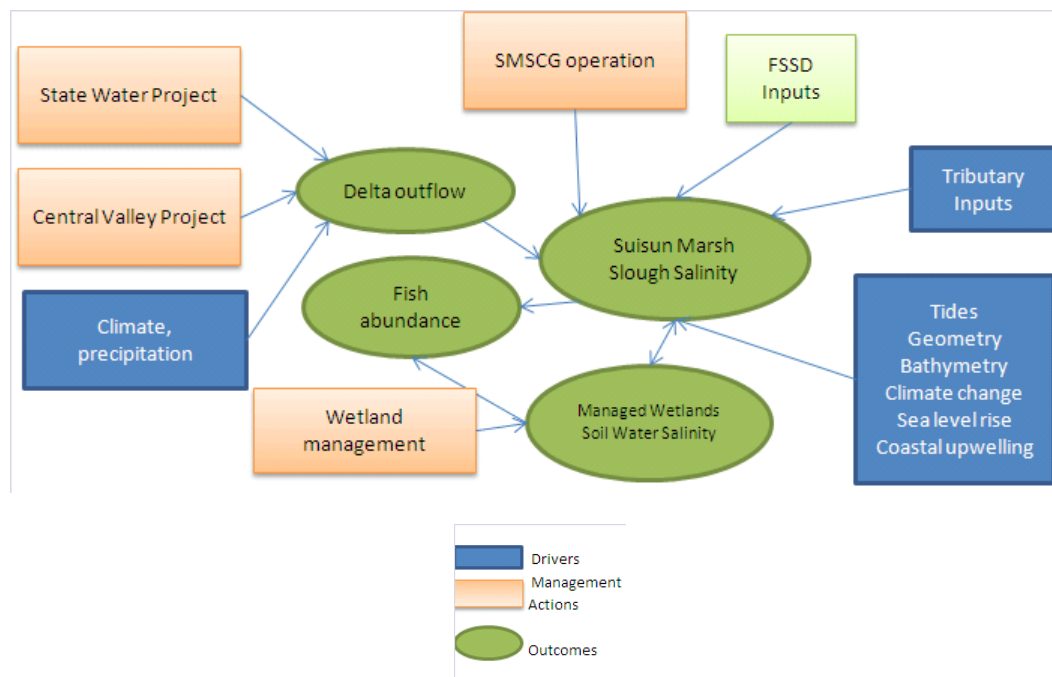 State Water Project
SMSCG operation
FSSD
Inputs
Central Valley Project
Delta outflow
Tributary
Inputs
Suisun Marsh
Slough Salinity
Climate,
precipitation
Fish
abundance
Tides
Geometry
Bathymetry
Climate change
Sea level rise
Coastal upwelling
Wetland
management
Managed Wetlands
Soil Water Salinity
Drivers
Management
Actions
Outcomes